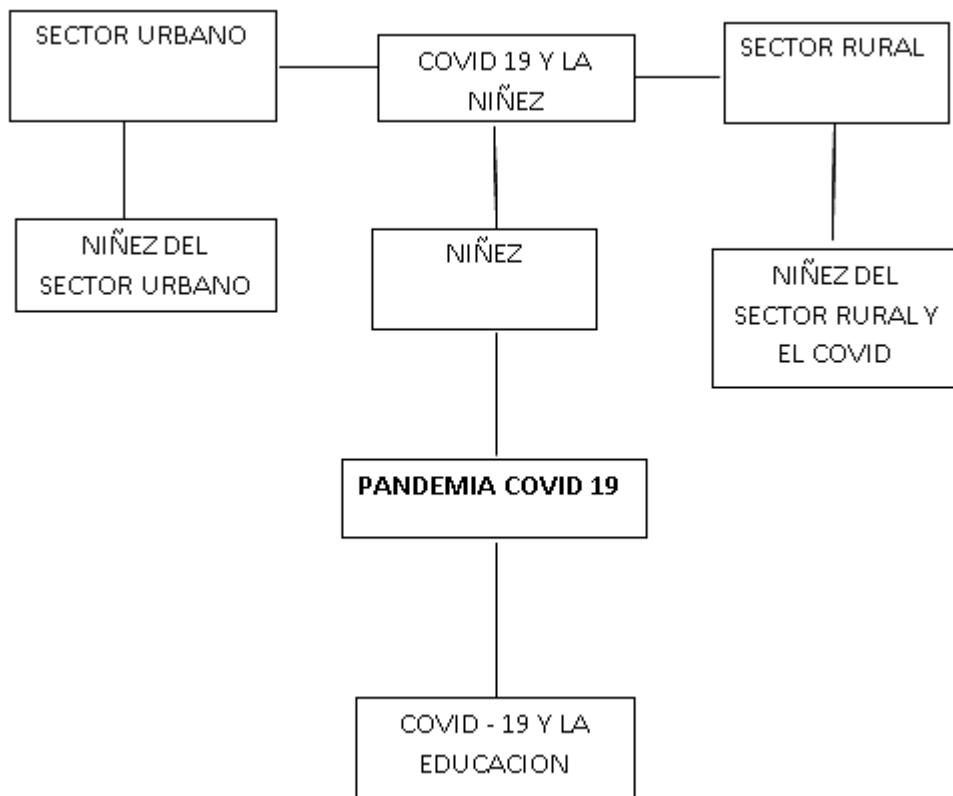 SECTOR URBANO
COVID 19 Y LA
NIÑEZ
SECTOR RURAL
NIÑEZ DEL
SECTOR URBANO
NIÑEZ
NIÑEZ DEL
SECTOR RURAL Y
EL COVID
PANDEMIA COVID 19
COVID - 19 Y LA
EDUCACION